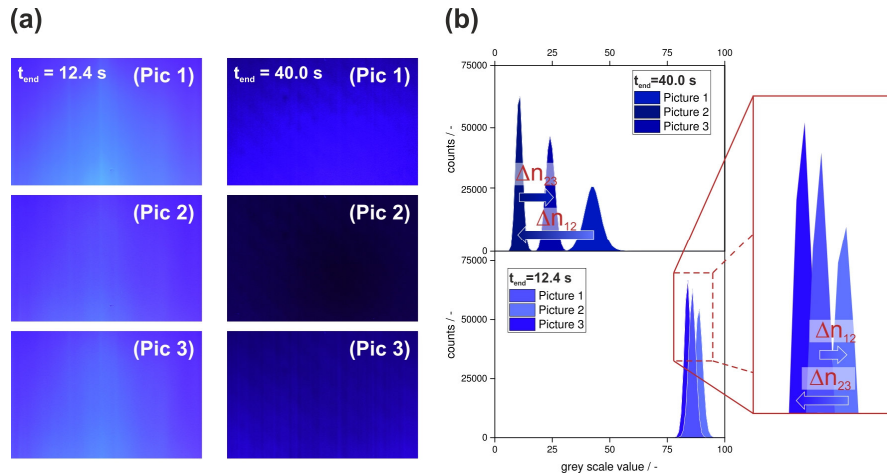 (a)
t_end = 12.4 s
(Pic 1)
t_end = 40.0 s
(Pic 1)
(Pic 2)
(Pic 2)
(Pic 3)
(Pic 3)
(b)
0 25 50 75 100
75000
50000
25000
0
counts / -
t_end=40.0 s
Picture 1
Picture 2
Picture 3
Δn23
Δn12
75000
50000
25000
0
counts / -
t_end=12.4 s
Picture 1
Picture 2
Picture 3
0 25 50 75 100
grey scale value / -
Δn12
Δn23